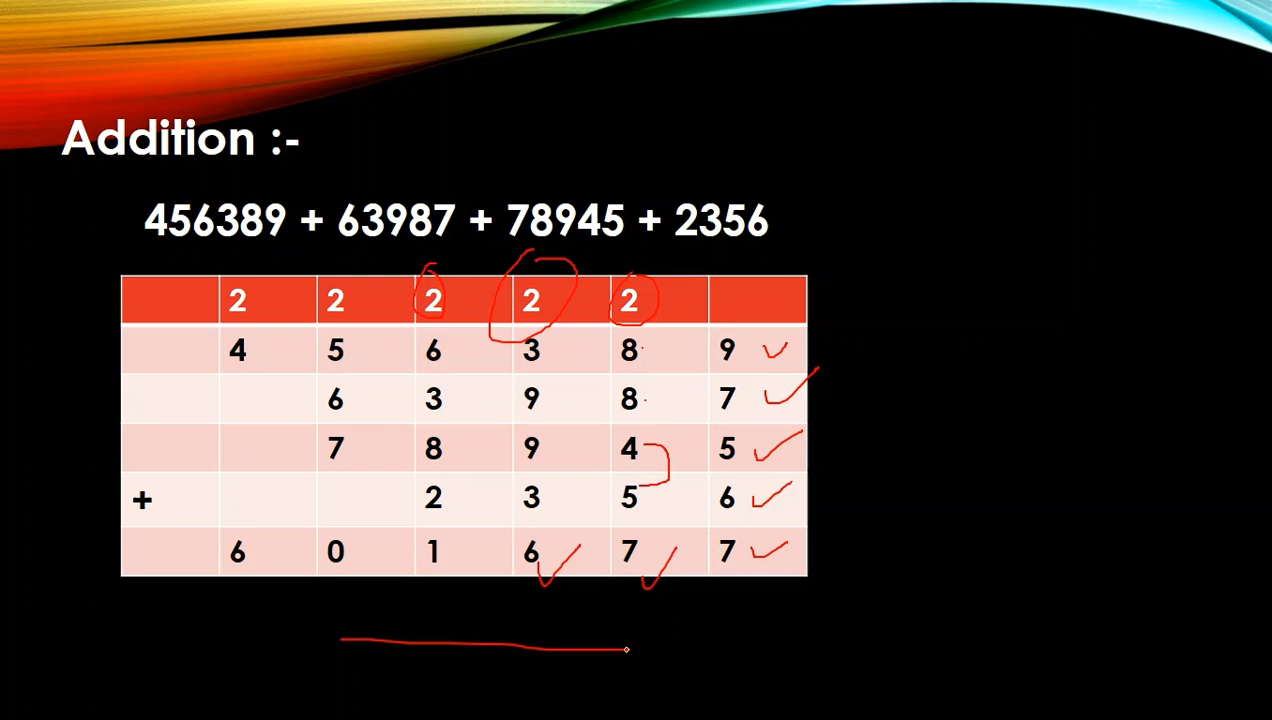 Addition :-
456389 + 63987 + 78945 + 2356
2 2 2 2 2
4 5 6 3 8 9
6 3 9 8 7
7 8 9 4 5
+ 2 3 5 6
6 0 1 6 7 7